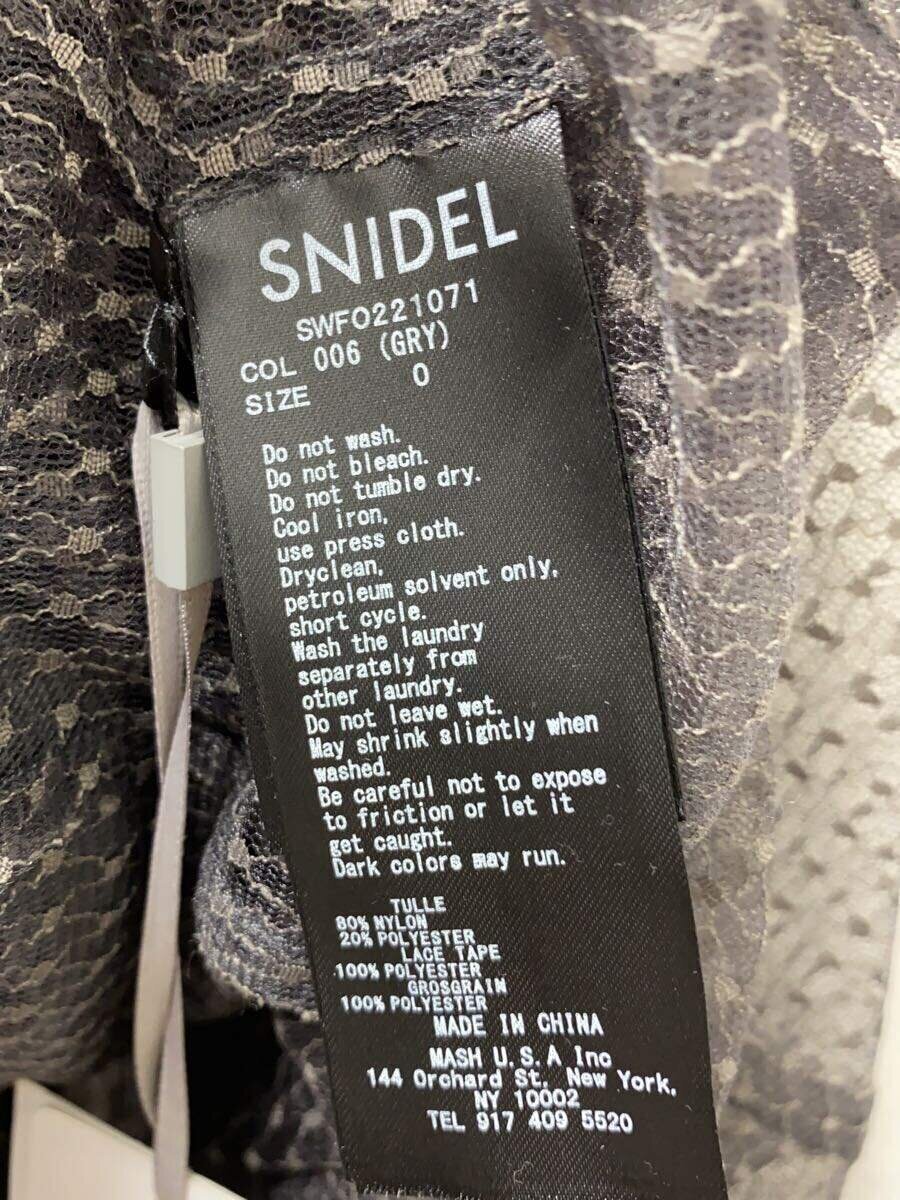 SNIDEL
SWFO221071
COL 006 (GRY)
SIZE 0
Do not wash.
Do not bleach.
Do not tumble dry.
Cool iron,
use press cloth.
Dryclean,
petroleum solvent only,
short cycle.
Wash the laundry
separately from
other laundry.
Do not leave wet.
May shrink slightly when
washed.
Be careful not to expose
to friction or let it
get caught.
Dark colors may run.
TULLE
80% NYLON
20% POLYESTER
LACE TAPE
100% POLYESTER
GROSGRAIN
100% POLYESTER
MADE IN CHINA
MASH U.S.A Inc
144 Orchard St. New York,
NY 10002
TEL 917 409 5520